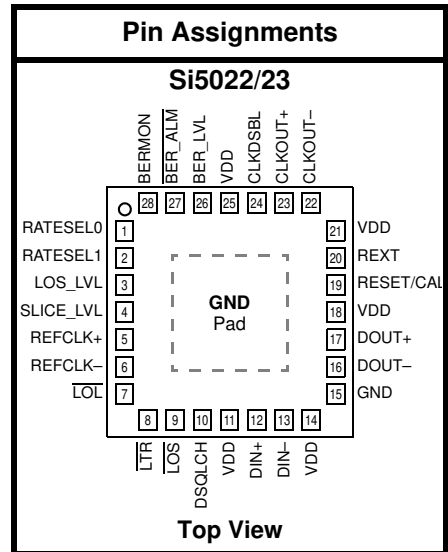 Pin Assignments
Si5022/23
BERMON
BER_ALM
BER_LVL
VDD
CLKDSBL
CLKOUT+
CLKOUT–
28 27 26 25 24 23 22
RATESEL0 1
RATESEL1 2
LOS_LVL 3
SLICE_LVL 4
REFCLK+ 5
REFCLK– 6
LOL 7
GND
Pad
21 VDD
20 REXT
19 RESET/CAL
18 VDD
17 DOUT+
16 DOUT–
15 GND
8 9 10 11 12 13 14
LTR
LOS
DSQLCH
VDD
DIN+
DIN–
VDD
Top View